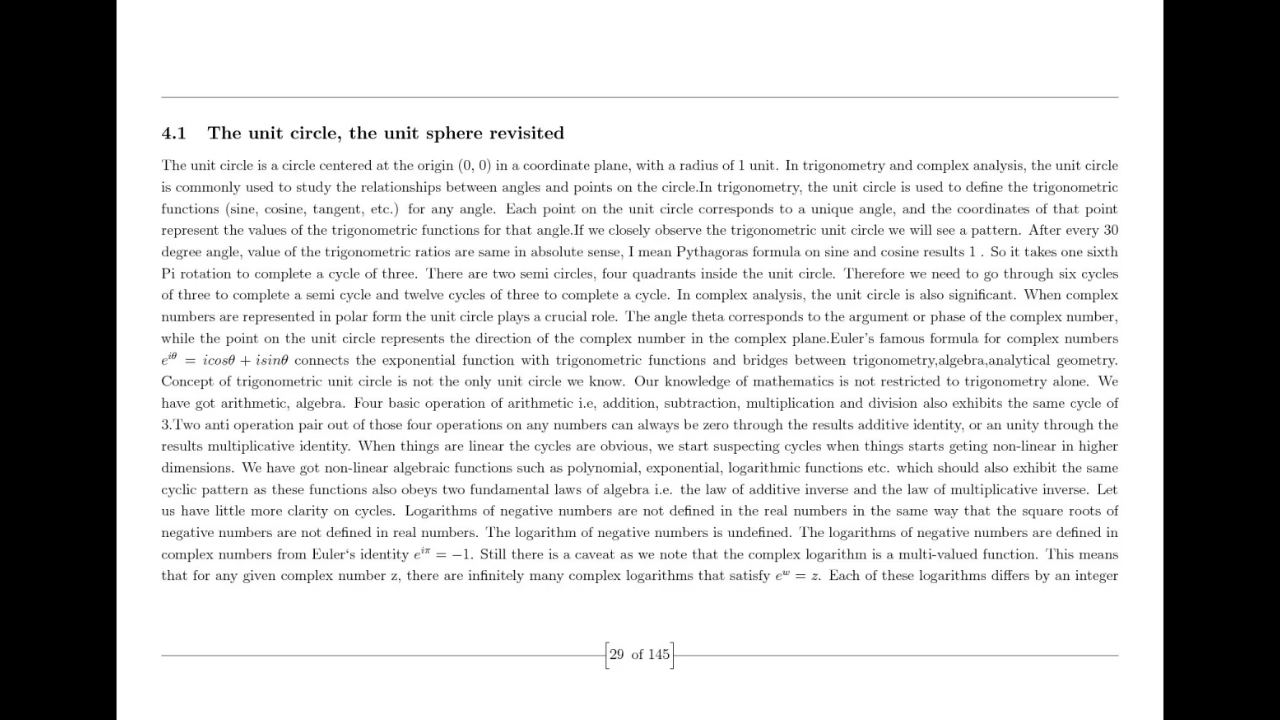 4.1 The unit circle, the unit sphere revisited
The unit circle is a circle centered at the origin (0, 0) in a coordinate plane, with a radius of 1 unit. In trigonometry and complex analysis, the unit circle
is commonly used to study the relationships between angles and points on the circle.In trigonometry, the unit circle is used to define the trigonometric
functions (sine, cosine, tangent, etc.) for any angle. Each point on the unit circle corresponds to a unique angle, and the coordinates of that point
represent the values of the trigonometric functions for that angle.If we closely observe the trigonometric unit circle we will see a pattern. After every 30
degree angle, value of the trigonometric ratios are same in absolute sense, I mean Pythagoras formula on sine and cosine results 1 . So it takes one sixth
Pi rotation to complete a cycle of three. There are two semi circles, four quadrants inside the unit circle. Therefore we need to go through six cycles
of three to complete a semi cycle and twelve cycles of three to complete a cycle. In complex analysis, the unit circle is also significant. When complex
numbers are represented in polar form the unit circle plays a crucial role. The angle theta corresponds to the argument or phase of the complex number,
while the point on the unit circle represents the direction of the complex number in the complex plane.Euler's famous formula for complex numbers
e^{iθ} = icosθ + isinθ connects the exponential function with trigonometric functions and bridges between trigonometry,algebra,analytical geometry.
Concept of trigonometric unit circle is not the only unit circle we know. Our knowledge of mathematics is not restricted to trigonometry alone. We
have got arithmetic, algebra. Four basic operation of arithmetic i.e, addition, subtraction, multiplication and division also exhibits the same cycle of
3.Two anti operation pair out of those four operations on any numbers can always be zero through the results additive identity, or an unity through the
results multiplicative identity. When things are linear the cycles are obvious, we start suspecting cycles when things starts geting non-linear in higher
dimensions. We have got non-linear algebraic functions such as polynomial, exponential, logarithmic functions etc. which should also exhibit the same
cyclic pattern as these functions also obeys two fundamental laws of algebra i.e. the law of additive inverse and the law of multiplicative inverse. Let
us have little more clarity on cycles. Logarithms of negative numbers are not defined in the real numbers in the same way that the square roots of
negative numbers are not defined in real numbers. The logarithm of negative numbers is undefined. The logarithms of negative numbers are defined in
complex numbers from Euler‘s identity e^{iπ} = −1. Still there is a caveat as we note that the complex logarithm is a multi-valued function. This means
that for any given complex number z, there are infinitely many complex logarithms that satisfy e^w = z. Each of these logarithms differs by an integer
29 of 145